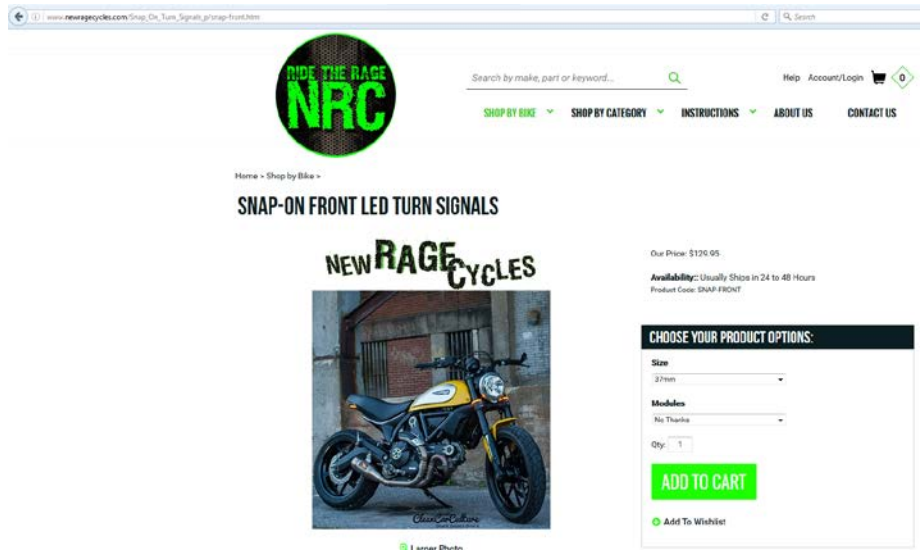 www.newragecycles.com/Snap_On_Turn_Signals_p/snap-front.htm
Search
RIDE THE RAGE
NRC
Search by make, part or keyword...
Help Account/Login 0
SHOP BY BIKE SHOP BY CATEGORY INSTRUCTIONS ABOUT US CONTACT US
Home > Shop by Bike >
SNAP-ON FRONT LED TURN SIGNALS
NEW RAGE CYCLES
CleanCarCulture
Larger Photo
Our Price: $129.95
Availability:: Usually Ships in 24 to 48 Hours
Product Code: SNAP-FRONT
CHOOSE YOUR PRODUCT OPTIONS:
Size
37mm
Modules
No Thanks
Qty: 1
ADD TO CART
Add To Wishlist